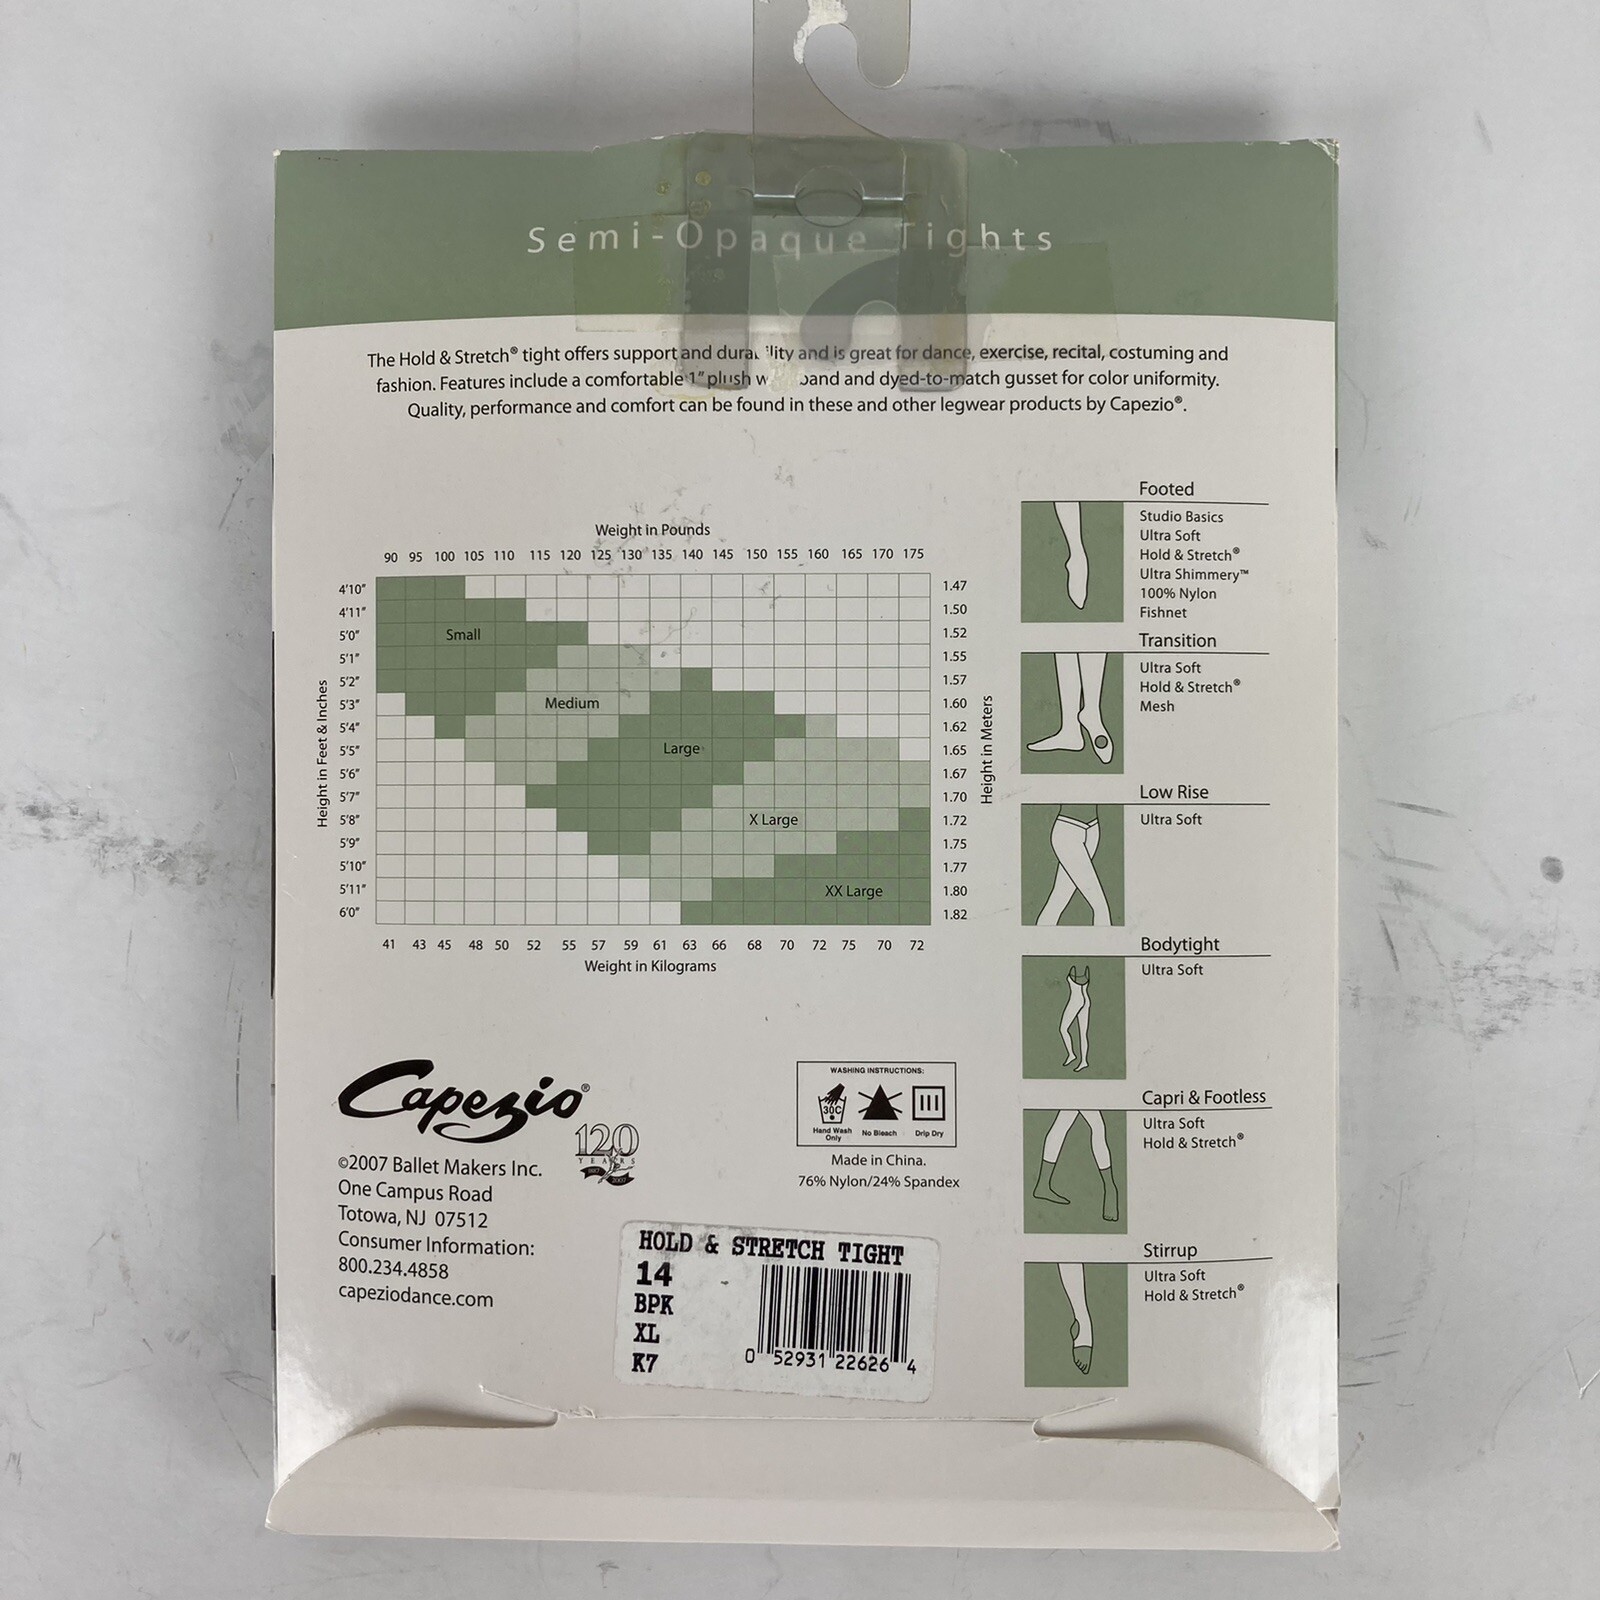 Semi-Opaque Tights
The Hold & Stretch® tight offers support and dura lity and is great for dance, exercise, recital, costuming and
fashion. Features include a comfortable 1" plush w band and dyed-to-match gusset for color uniformity.
Quality, performance and comfort can be found in these and other legwear products by Capezio®.
Weight in Pounds
90 95 100 105 110 115 120 125 130 135 140 145 150 155 160 165 170 175
Height in Feet & Inches
4'10" 1.47
4'11" 1.50
5'0" Small 1.52
5'1" 1.55
5'2" 1.57
5'3" Medium 1.60
5'4" 1.62
5'5" Large 1.65
5'6" 1.67
5'7" 1.70
5'8" X Large 1.72
5'9" 1.75
5'10" 1.77
5'11" XX Large 1.80
6'0" 1.82
Height in Meters
41 43 45 48 50 52 55 57 59 61 63 66 68 70 72 75 70 72
Weight in Kilograms
Footed
Studio Basics
Ultra Soft
Hold & Stretch®
Ultra Shimmery™
100% Nylon
Fishnet
Transition
Ultra Soft
Hold & Stretch®
Mesh
Low Rise
Ultra Soft
Bodytight
Ultra Soft
Capri & Footless
Ultra Soft
Hold & Stretch®
Stirrup
Ultra Soft
Hold & Stretch®
Capezio®
120
YEARS
1887
2007
©2007 Ballet Makers Inc.
One Campus Road
Totowa, NJ 07512
Consumer Information:
800.234.4858
capeziodance.com
WASHING INSTRUCTIONS:
30C
Hand Wash Only
No Bleach
Drip Dry
Made in China.
76% Nylon/24% Spandex
HOLD & STRETCH TIGHT
14
BPK
XL
K7
0 52931 22626 4